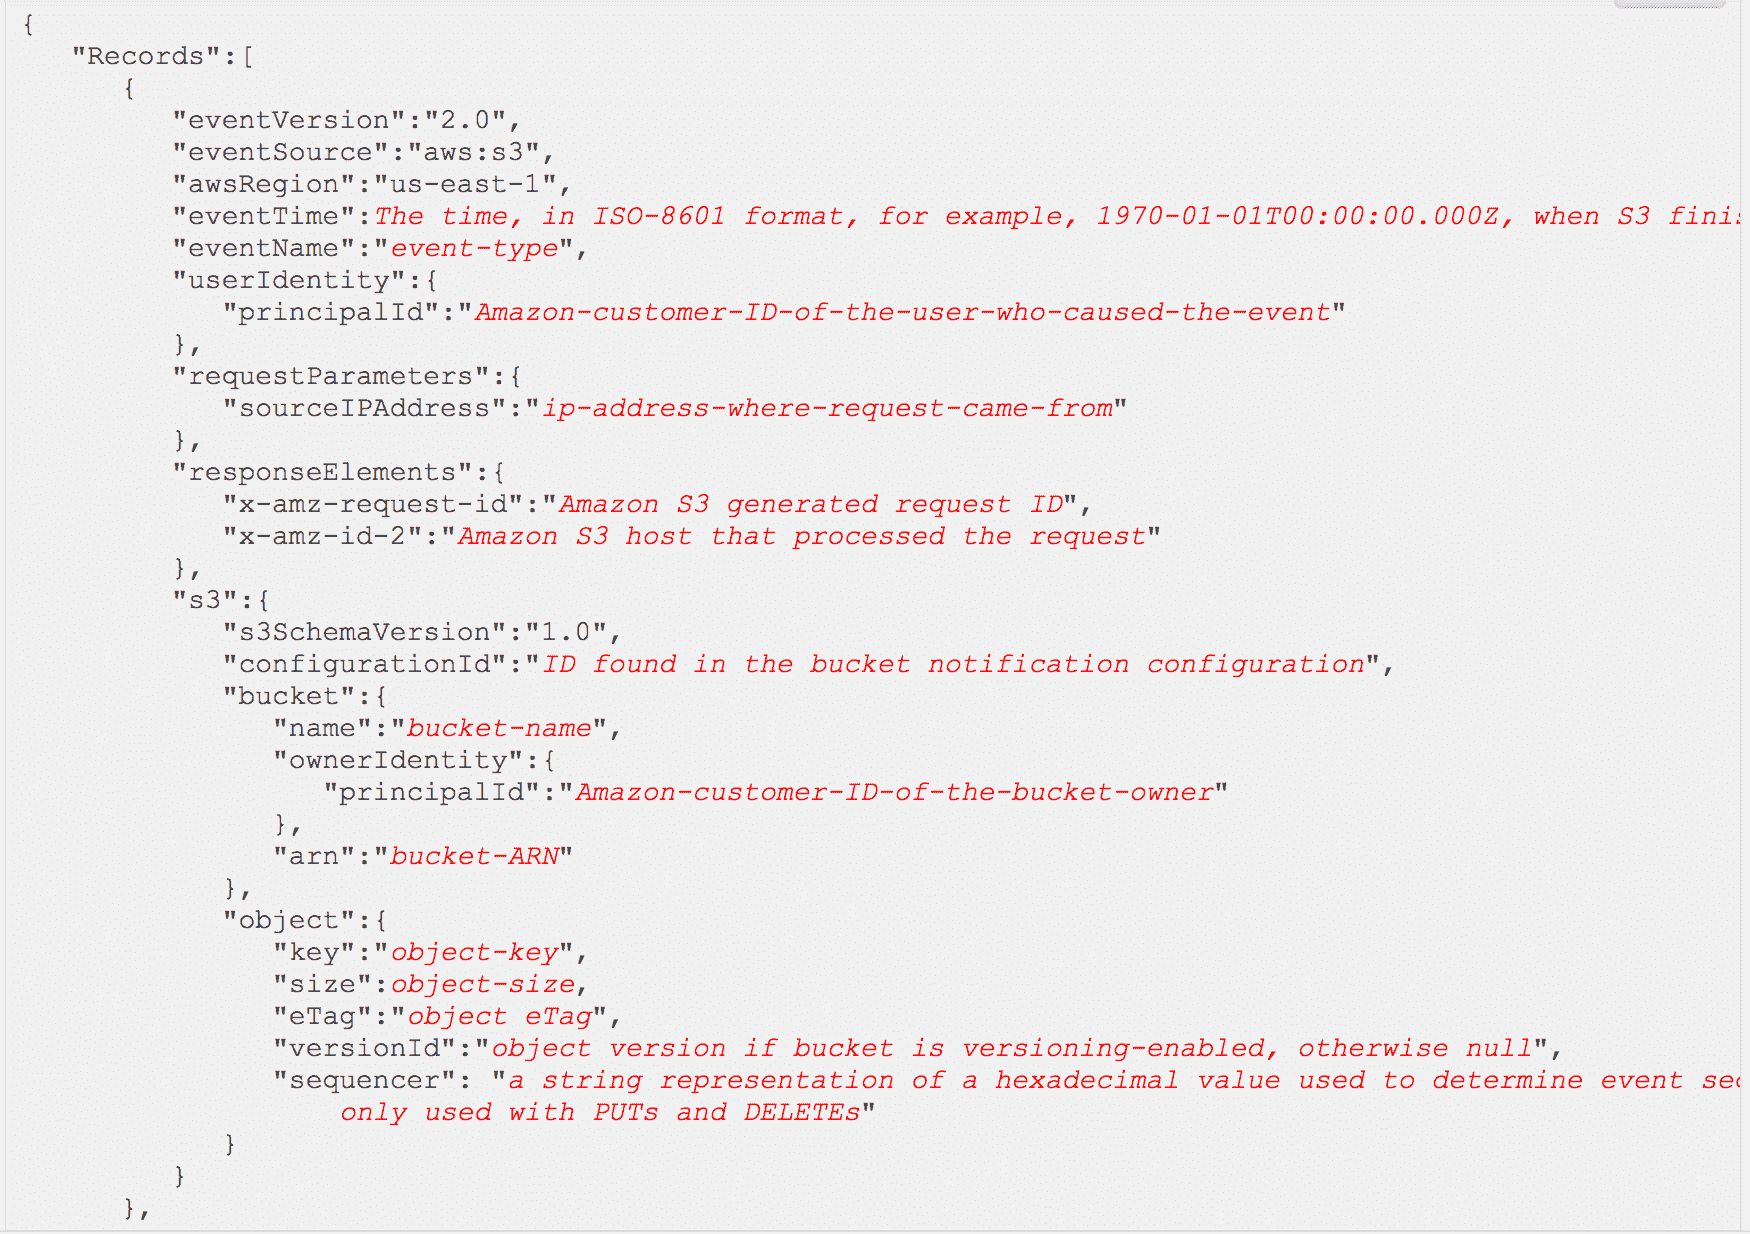 {
   "Records":[
      {
         "eventVersion":"2.0",
         "eventSource":"aws:s3",
         "awsRegion":"us-east-1",
         "eventTime":The time, in ISO-8601 format, for example, 1970-01-01T00:00:00.000Z, when S3
         "eventName":"event-type",
         "userIdentity":{
            "principalId":"Amazon-customer-ID-of-the-user-who-caused-the-event"
         },
         "requestParameters":{
            "sourceIPAddress":"ip-address-where-request-came-from"
         },
         "responseElements":{
            "x-amz-request-id":"Amazon S3 generated request ID",
            "x-amz-id-2":"Amazon S3 host that processed the request"
         },
         "s3":{
            "s3SchemaVersion":"1.0",
            "configurationId":"ID found in the bucket notification configuration",
            "bucket":{
               "name":"bucket-name",
               "ownerIdentity":{
                  "principalId":"Amazon-customer-ID-of-the-bucket-owner"
               },
               "arn":"bucket-ARN"
            },
            "object":{
               "key":"object-key",
               "size":object-size,
               "eTag":"object eTag",
               "versionId":"object version if bucket is versioning-enabled, otherwise null",
               "sequencer": "a string representation of a hexadecimal value used to determine event
                   only used with PUTs and DELETEs"
            }
         }
      },